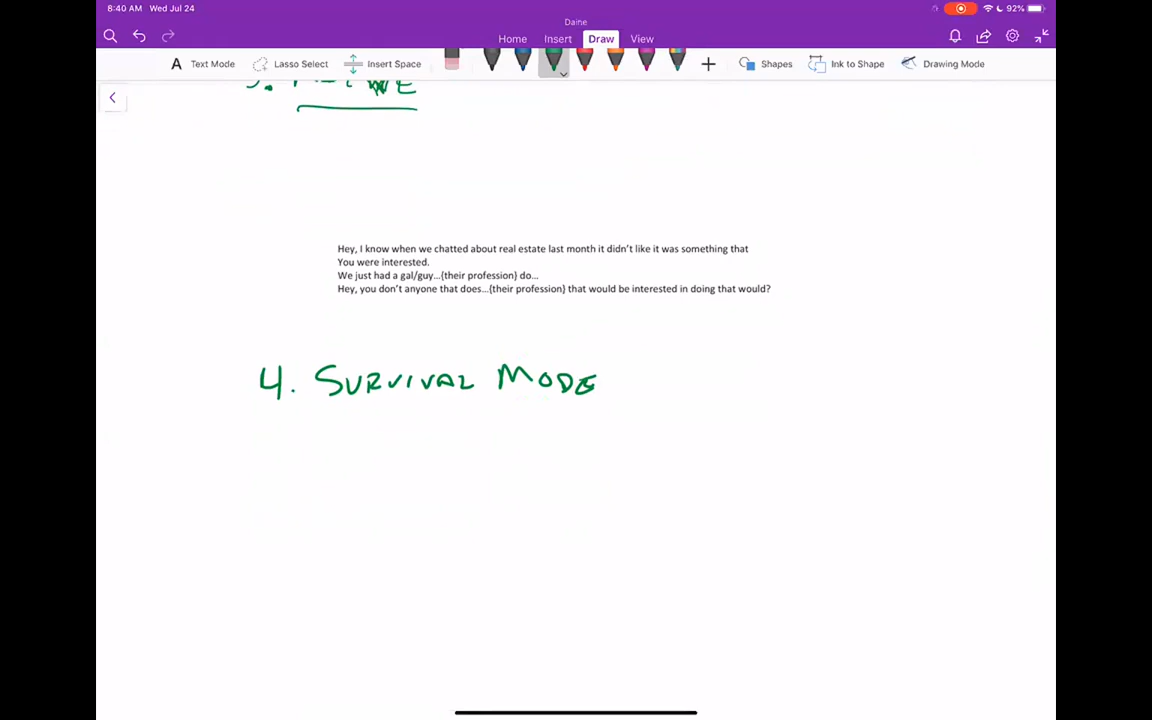 8:40 AM Wed Jul 24
92%
Daine
Home Insert Draw View
Text Mode Lasso Select Insert Space Shapes Ink to Shape Drawing Mode
Hey, I know when we chatted about real estate last month it didn't like it was something that
You were interested.
We just had a gal/guy...{their profession} do...
Hey, you don't anyone that does...{their profession} that would be interested in doing that would?
4. SURVIVAL MODE